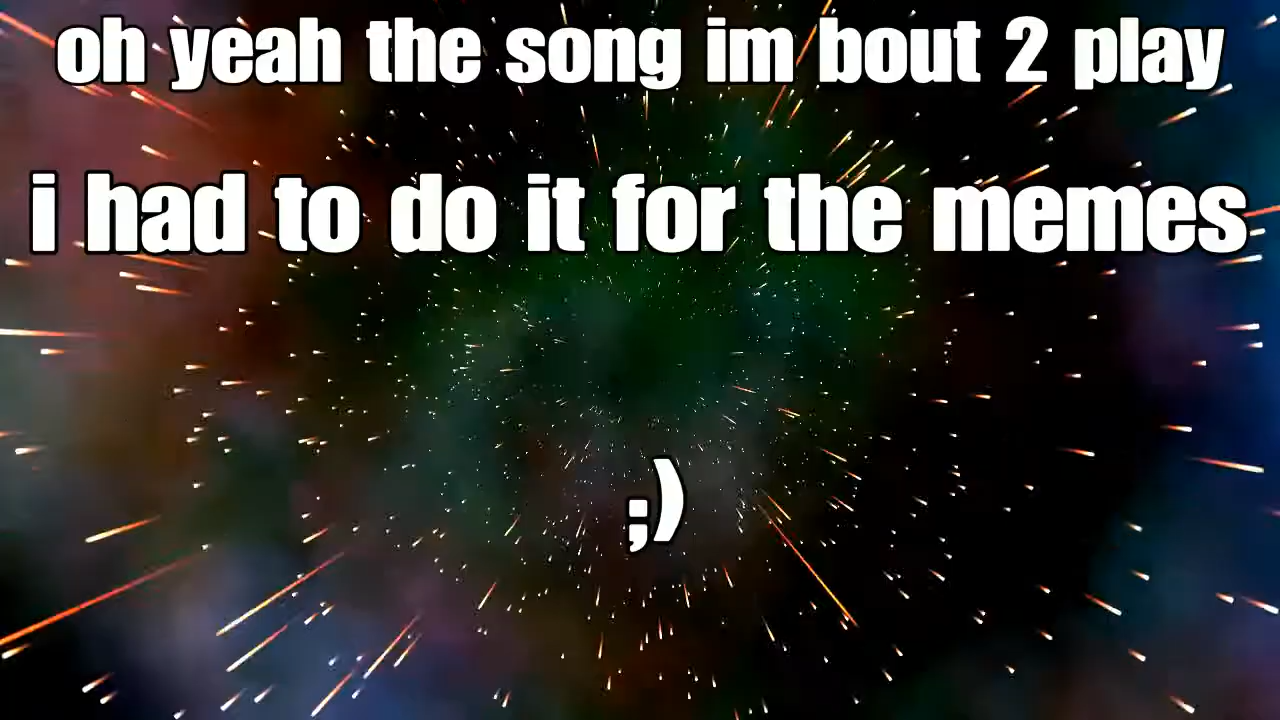 oh yeah the song im bout 2 play
i had to do it for the memes
;)